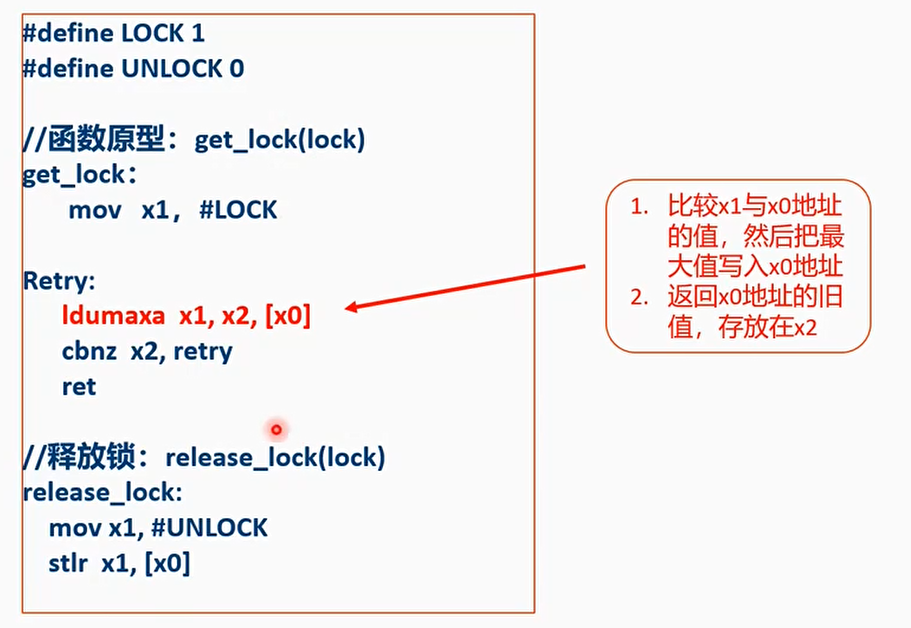 #define LOCK 1
#define UNLOCK 0
//函数原型：get_lock(lock)
get_lock：
mov x1，#LOCK
Retry:
ldumaxa x1, x2, [x0]
cbnz x2, retry
ret
//释放锁：release_lock(lock)
release_lock:
mov x1, #UNLOCK
stlr x1, [x0]
1. 比较x1与x0地址
的值，然后把最
大值写入x0地址
2. 返回x0地址的旧
值，存放在x2